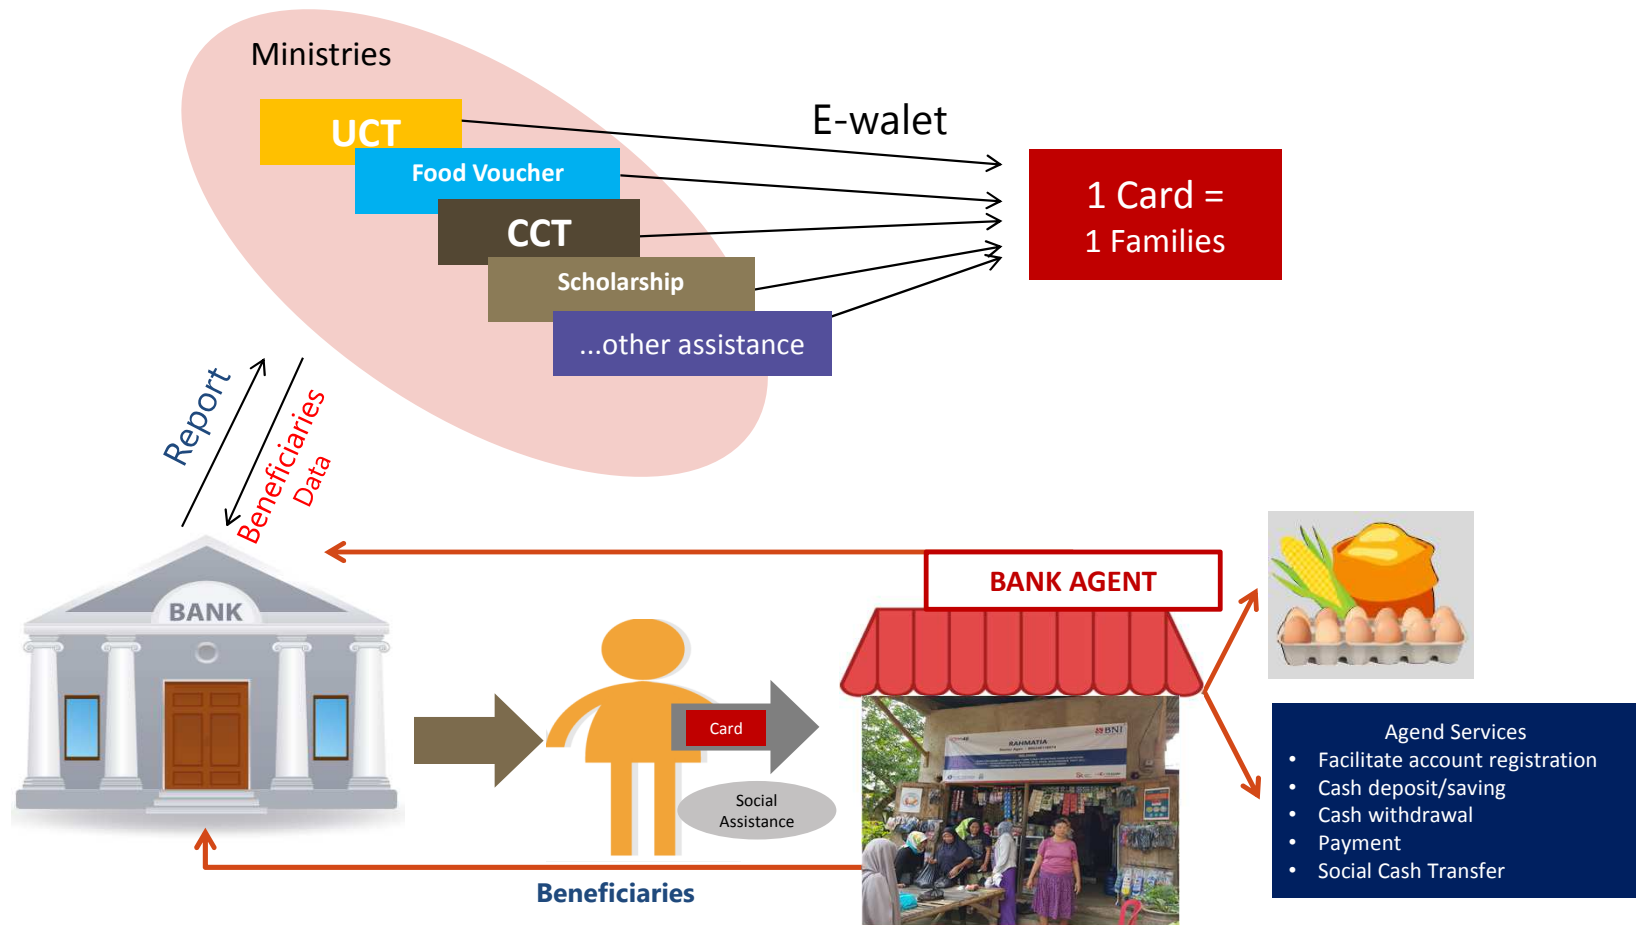 Ministries
UCT
Food Voucher
CCT
Scholarship
...other assistance
E-walet
1 Card =
1 Families
Report
Beneficiaries
Data
BANK
Card
Social
Assistance
Beneficiaries
BANK AGENT
RAHMATIA
BNI
Agend Services
• Facilitate account registration
• Cash deposit/saving
• Cash withdrawal
• Payment
• Social Cash Transfer